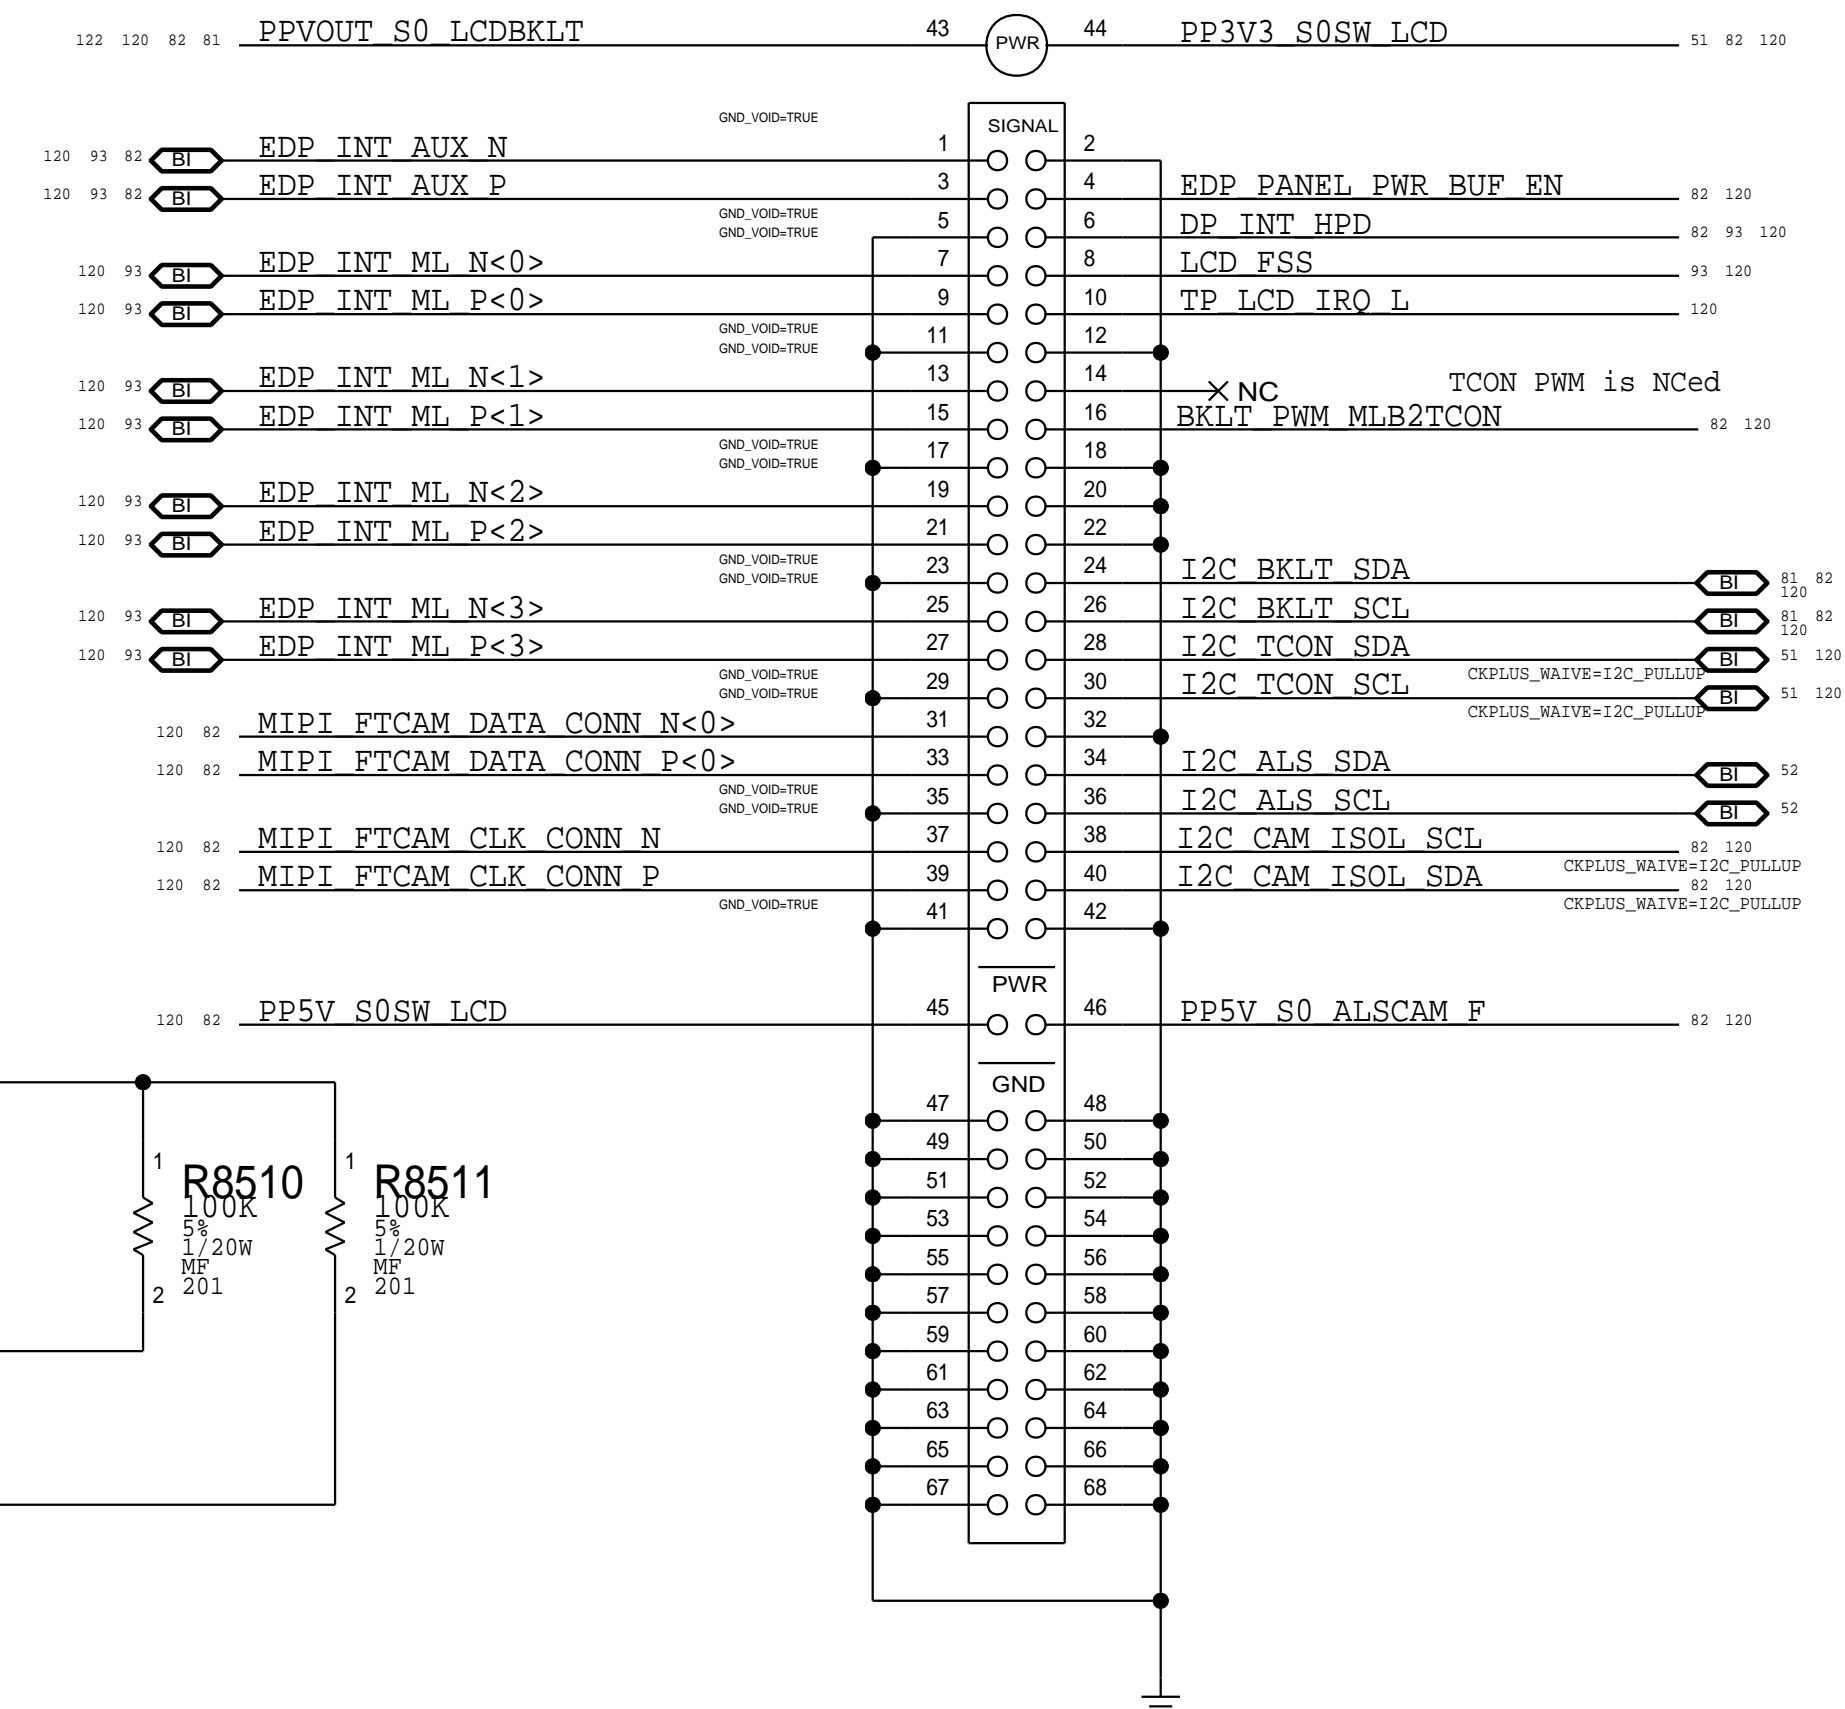 122 120 82 81 PPVOUT_S0_LCDBKLT 43 PWR 44 PP3V3_S0SW_LCD 51 82 120
GND_VOID=TRUE SIGNAL
120 93 82 BI EDP_INT_AUX_N 1 2
120 93 82 BI EDP_INT_AUX_P 3 4 EDP_PANEL_PWR_BUF_EN 82 120
GND_VOID=TRUE
GND_VOID=TRUE 5 6 DP_INT_HPD 82 93 120
120 93 BI EDP_INT_ML_N<0> 7 8 LCD_FSS 93 120
120 93 BI EDP_INT_ML_P<0> 9 10 TP_LCD_IRQ_L 120
GND_VOID=TRUE
GND_VOID=TRUE 11 12
120 93 BI EDP_INT_ML_N<1> 13 14 NC TCON PWM is NCed
120 93 BI EDP_INT_ML_P<1> 15 16 BKLT_PWM_MLB2TCON 82 120
GND_VOID=TRUE
GND_VOID=TRUE 17 18
120 93 BI EDP_INT_ML_N<2> 19 20
120 93 BI EDP_INT_ML_P<2> 21 22
GND_VOID=TRUE
GND_VOID=TRUE 23 24 I2C_BKLT_SDA BI 81 82
120
120 93 BI EDP_INT_ML_N<3> 25 26 I2C_BKLT_SCL BI 81 82
120
120 93 BI EDP_INT_ML_P<3> 27 28 I2C_TCON_SDA BI 51 120
GND_VOID=TRUE CKPLUS_WAIVE=I2C_PULLUP
GND_VOID=TRUE 29 30 I2C_TCON_SCL BI 51 120
CKPLUS_WAIVE=I2C_PULLUP
120 82 MIPI_FTCAM_DATA_CONN_N<0> 31 32
120 82 MIPI_FTCAM_DATA_CONN_P<0> 33 34 I2C_ALS_SDA BI 52
GND_VOID=TRUE
GND_VOID=TRUE 35 36 I2C_ALS_SCL BI 52
120 82 MIPI_FTCAM_CLK_CONN_N 37 38 I2C_CAM_ISOL_SCL 82 120
CKPLUS_WAIVE=I2C_PULLUP
120 82 MIPI_FTCAM_CLK_CONN_P 39 40 I2C_CAM_ISOL_SDA 82 120
GND_VOID=TRUE CKPLUS_WAIVE=I2C_PULLUP
41 42
PWR
120 82 PP5V_S0SW_LCD 45 46 PP5V_S0_ALSCAM_F 82 120
GND
47 48
49 50
51 52
53 54
55 56
57 58
59 60
61 62
63 64
65 66
67 68
1 R8510 1 R8511
100K 100K
5% 5%
1/20W 1/20W
MF MF
2 201 2 201